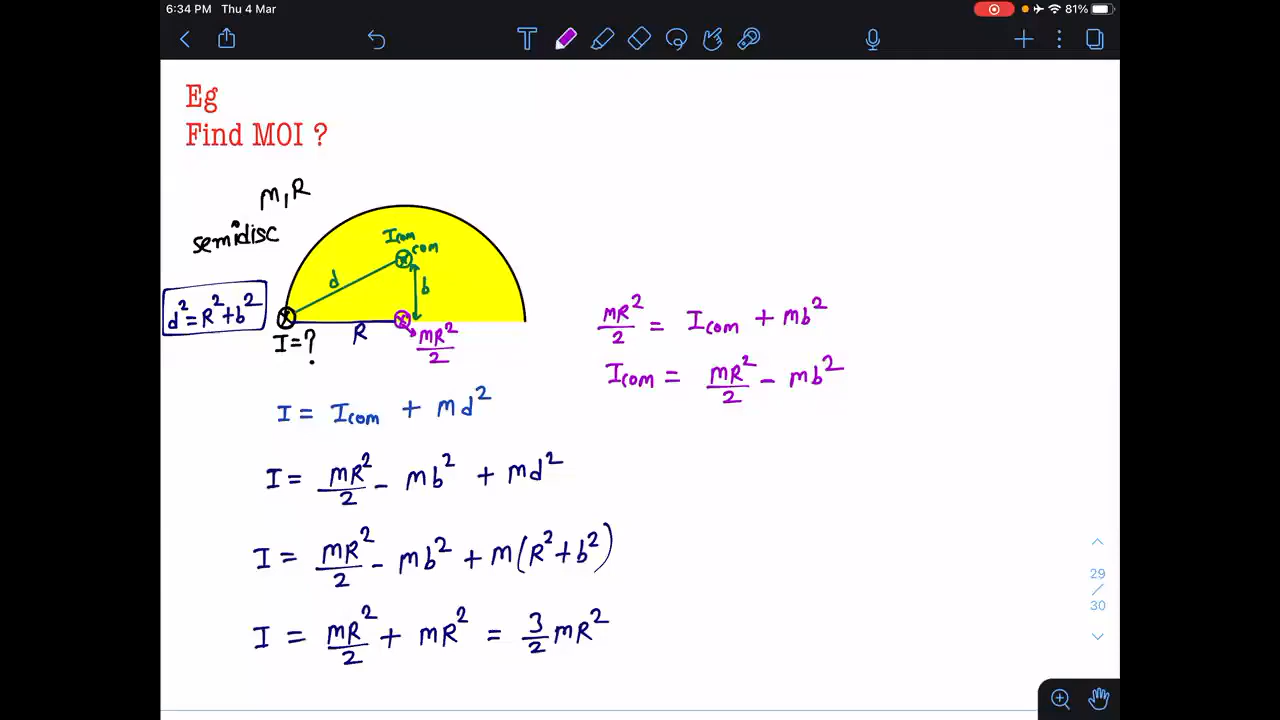 6:34 PM Thu 4 Mar
81%
T
Eg
Find MOI ?
m, R
semidisc
Icom
com
d
b
d² = R² + b²
I = ?
R
mR²/2
mR²/2 = Icom + mb²
Icom = mR²/2 - mb²
I = Icom + md²
I = mR²/2 - mb² + md²
I = mR²/2 - mb² + m(R² + b²)
I = mR²/2 + mR² = 3/2 mR²
29
/
30